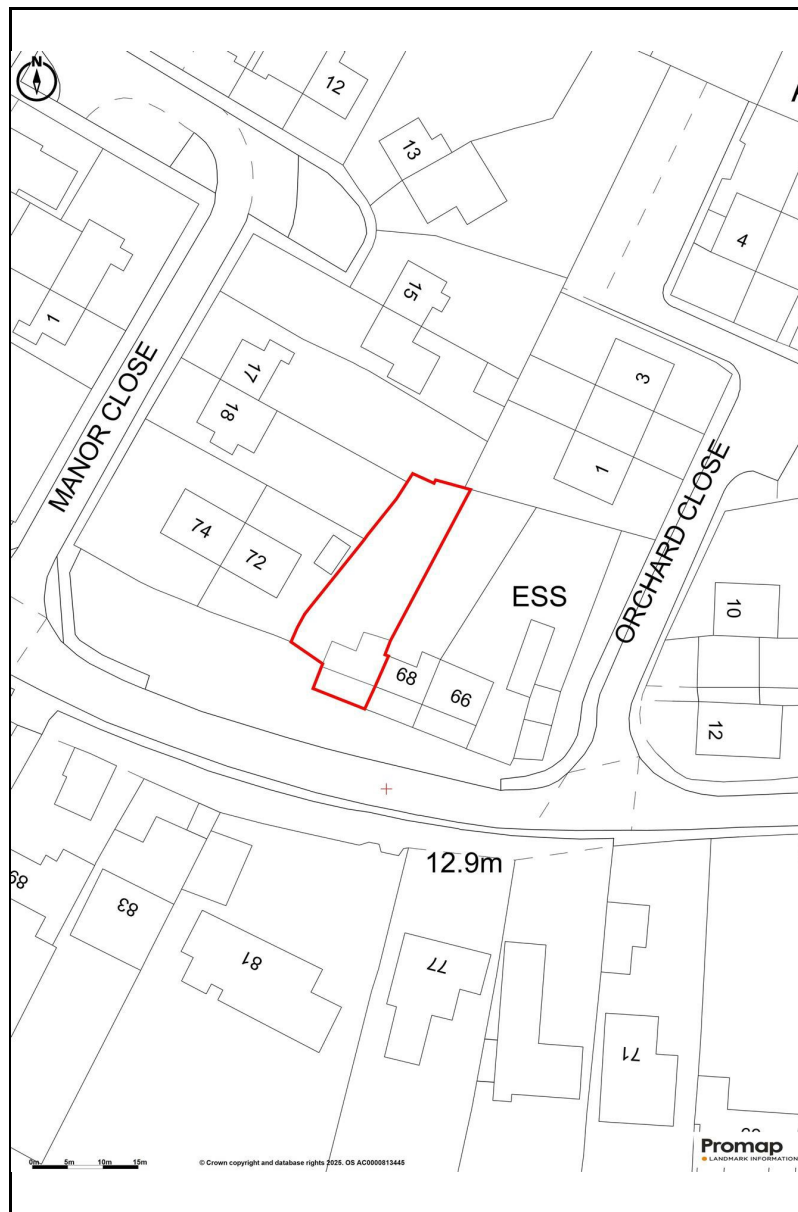 N
12
13
4
15
1
17
18
3
1
MANOR CLOSE
ORCHARD CLOSE
74
72
ESS
10
68
66
12
12.9m
89
83
81
77
71
0m 5m 10m 15m
© Crown copyright and database rights 2025. OS AC0000813445
Promap
LANDMARK INFORMATION